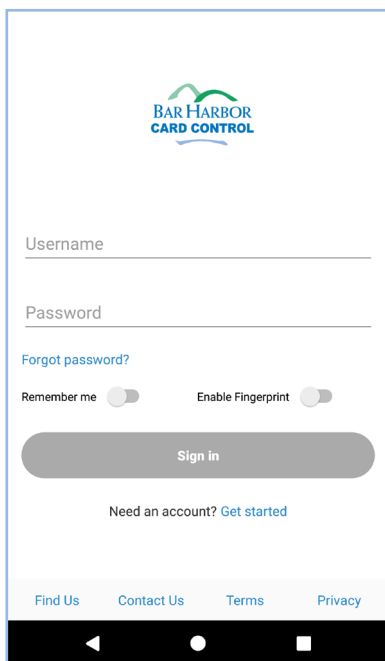 BAR HARBOR
CARD CONTROL
Username
Password
Forgot password?
Remember me Enable Fingerprint
Sign in
Need an account? Get started
Find Us Contact Us Terms Privacy